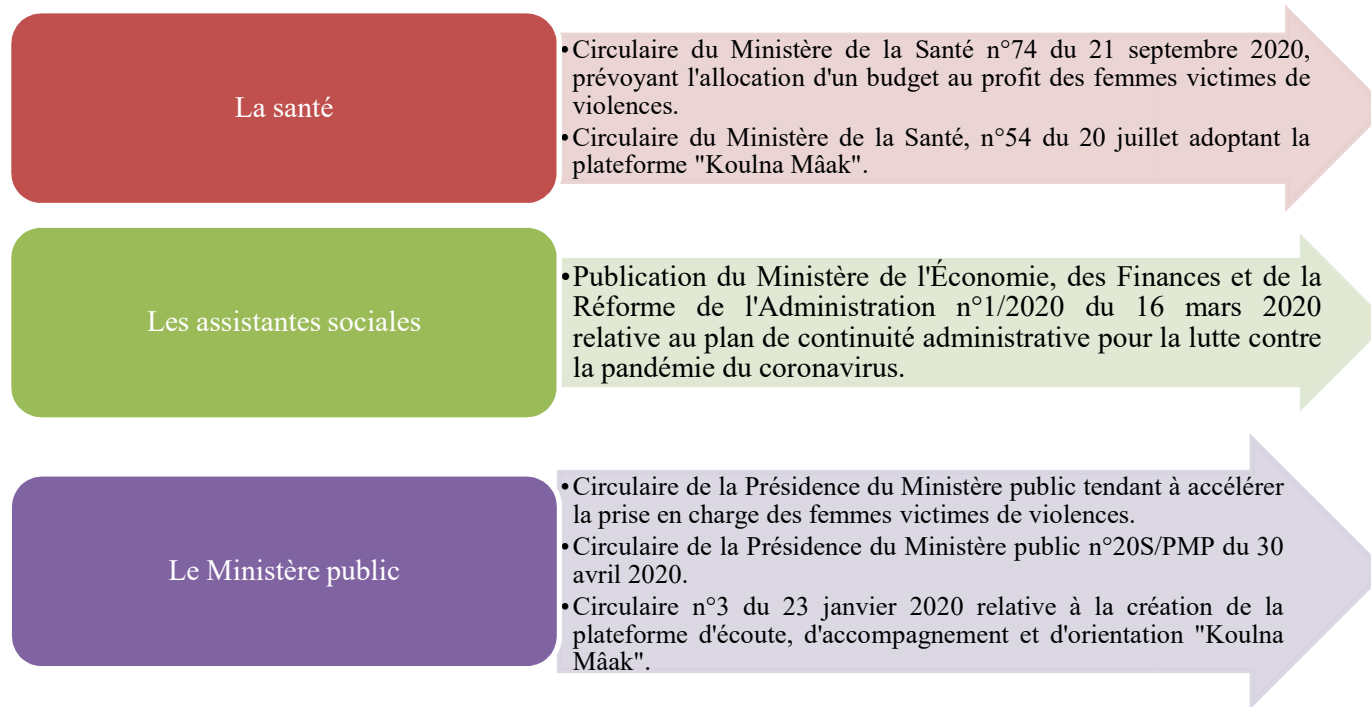 La santé
•Circulaire du Ministère de la Santé n°74 du 21 septembre 2020,
prévoyant l'allocation d'un budget au profit des femmes victimes de
violences.
•Circulaire du Ministère de la Santé, n°54 du 20 juillet adoptant la
plateforme "Koulna Mâak".
Les assistantes sociales
•Publication du Ministère de l'Économie, des Finances et de la
Réforme de l'Administration n°1/2020 du 16 mars 2020
relative au plan de continuité administrative pour la lutte contre
la pandémie du coronavirus.
Le Ministère public
•Circulaire de la Présidence du Ministère public tendant à accélérer
la prise en charge des femmes victimes de violences.
•Circulaire de la Présidence du Ministère public n°20S/PMP du 30
avril 2020.
•Circulaire n°3 du 23 janvier 2020 relative à la création de la
plateforme d'écoute, d'accompagnement et d'orientation "Koulna
Mâak".